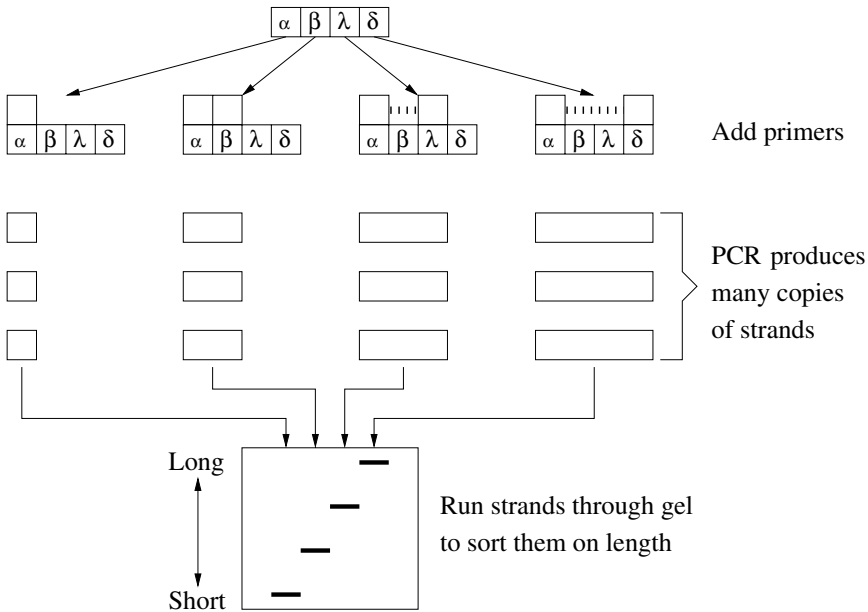 α β λ δ
α β λ δ
α β λ δ
α β λ δ
α β λ δ
Add primers
PCR produces
many copies
of strands
Long
Short
Run strands through gel
to sort them on length